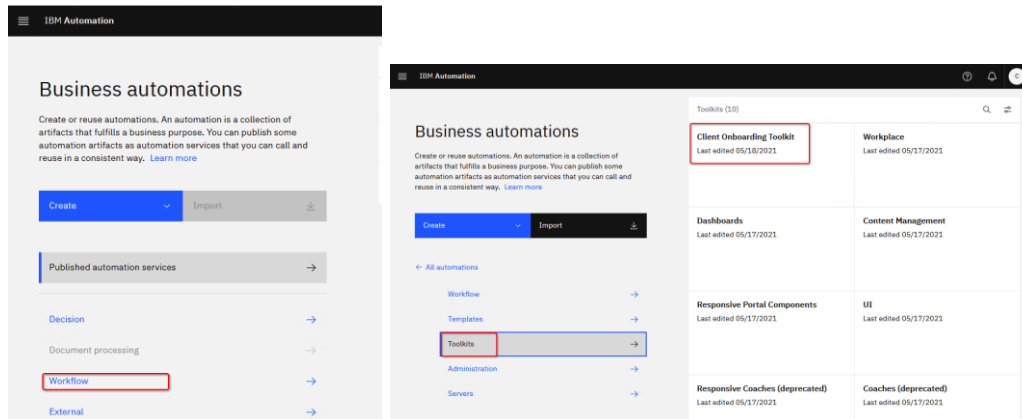 IBM Automation
Business automations
Create or reuse automations. An automation is a collection of
artifacts that fulfills a business purpose. You can publish some
automation artifacts as automation services that you can call and
reuse in a consistent way. Learn more
Create
Import
Published automation services
Decision
Document processing
Workflow
External
IBM Automation
C
Business automations
Create or reuse automations. An automation is a collection of
artifacts that fulfills a business purpose. You can publish some
automation artifacts as automation services that you can call and
reuse in a consistent way. Learn more
Create
Import
← All automations
Workflow
Templates
Toolkits
Administration
Servers
Toolkits (10)
Client Onboarding Toolkit
Last edited 05/18/2021
Workplace
Last edited 05/17/2021
Dashboards
Last edited 05/17/2021
Content Management
Last edited 05/17/2021
Responsive Portal Components
Last edited 05/17/2021
UI
Last edited 05/17/2021
Responsive Coaches (deprecated)
Last edited 05/17/2021
Coaches (deprecated)
Last edited 05/17/2021